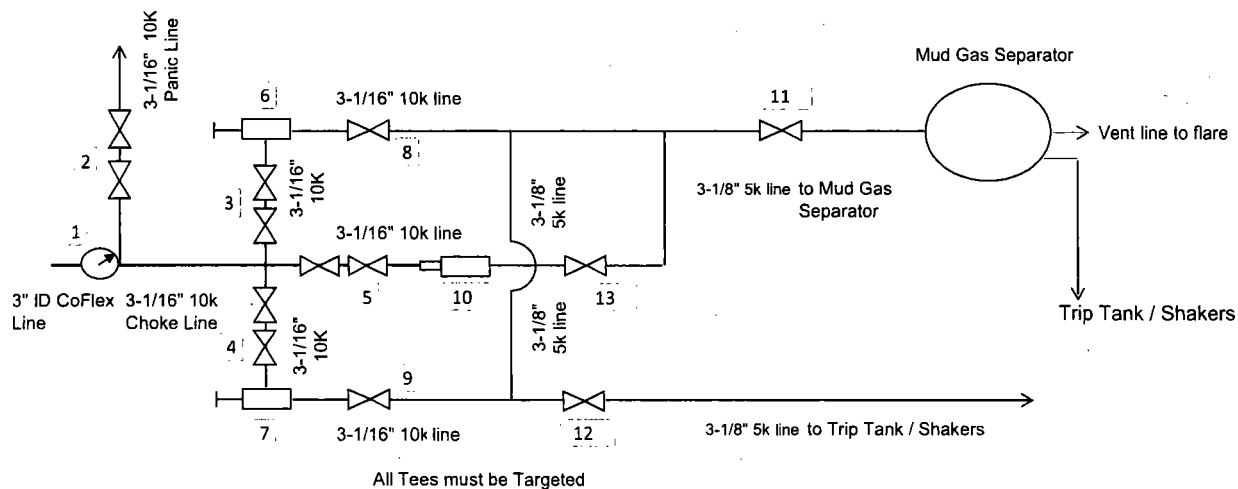 Mud Gas Separator
3-1/16" 10K
Panic Line
6
3-1/16" 10k line
11
2
8
Vent line to flare
3
3-1/16"
10K
3-1/8"
5k line
3-1/8" 5k line to Mud Gas
Separator
1
3-1/16" 10k line
3" ID CoFlex
Line
3-1/16" 10k
Choke Line
5
10
13
Trip Tank / Shakers
4
3-1/16"
10K
3-1/8"
5k line
9
7
3-1/16" 10k line
12
3-1/8" 5k line to Trip Tank / Shakers
All Tees must be Targeted